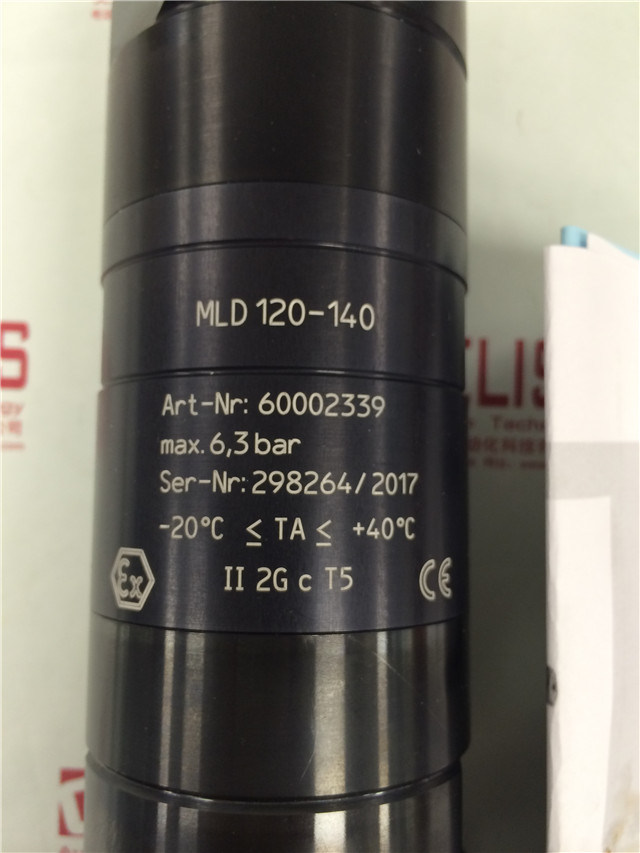 MLD 120-140
Art-Nr: 60002339
max. 6,3 bar
Ser-Nr: 298264/2017
-20°C ≤ TA ≤ +40°C
Ex II 2G c T5 CE